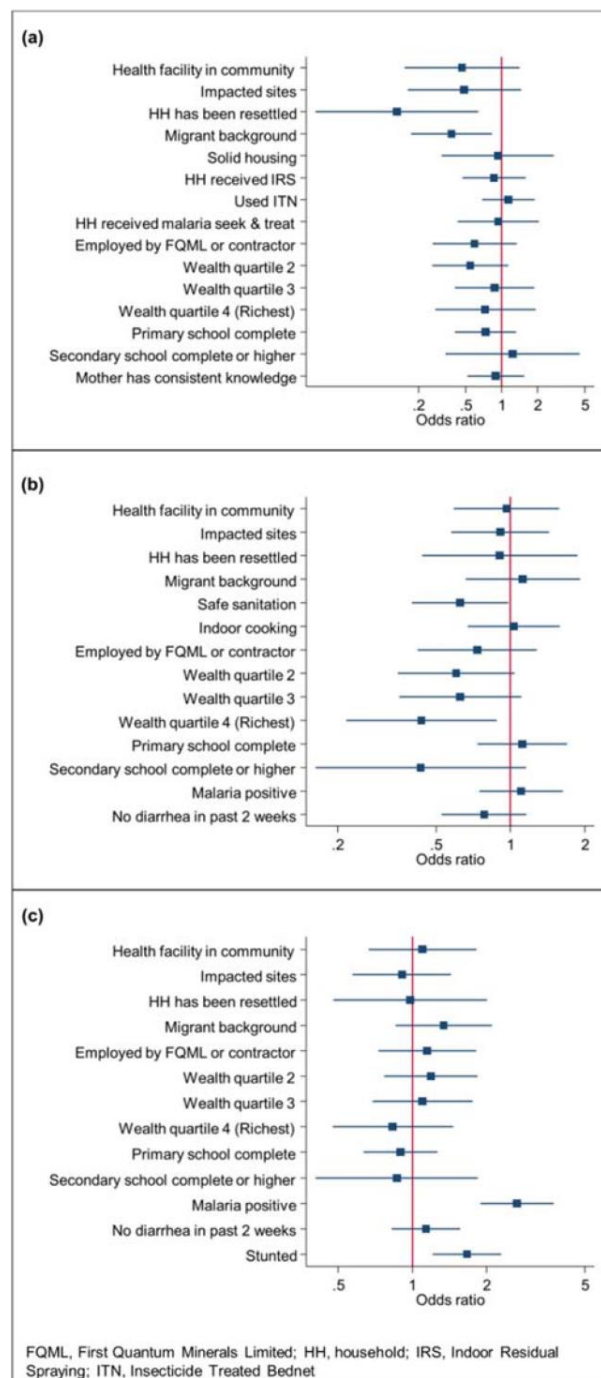 (a)
Health facility in community
Impacted sites
HH has been resettled
Migrant background
Solid housing
HH received IRS
Used ITN
HH received malaria seek & treat
Employed by FQML or contractor
Wealth quartile 2
Wealth quartile 3
Wealth quartile 4 (Richest)
Primary school complete
Secondary school complete or higher
Mother has consistent knowledge
.2 .5 1 2 5
Odds ratio
(b)
Health facility in community
Impacted sites
HH has been resettled
Migrant background
Safe sanitation
Indoor cooking
Employed by FQML or contractor
Wealth quartile 2
Wealth quartile 3
Wealth quartile 4 (Richest)
Primary school complete
Secondary school complete or higher
Malaria positive
No diarrhea in past 2 weeks
.2 .5 1 2
Odds ratio
(c)
Health facility in community
Impacted sites
HH has been resettled
Migrant background
Employed by FQML or contractor
Wealth quartile 2
Wealth quartile 3
Wealth quartile 4 (Richest)
Primary school complete
Secondary school complete or higher
Malaria positive
No diarrhea in past 2 weeks
Stunted
.5 1 2 4
Odds ratio
FQML, First Quantum Minerals Limited; HH, household; IRS, Indoor Residual
Spraying; ITN, Insecticide Treated Bednet